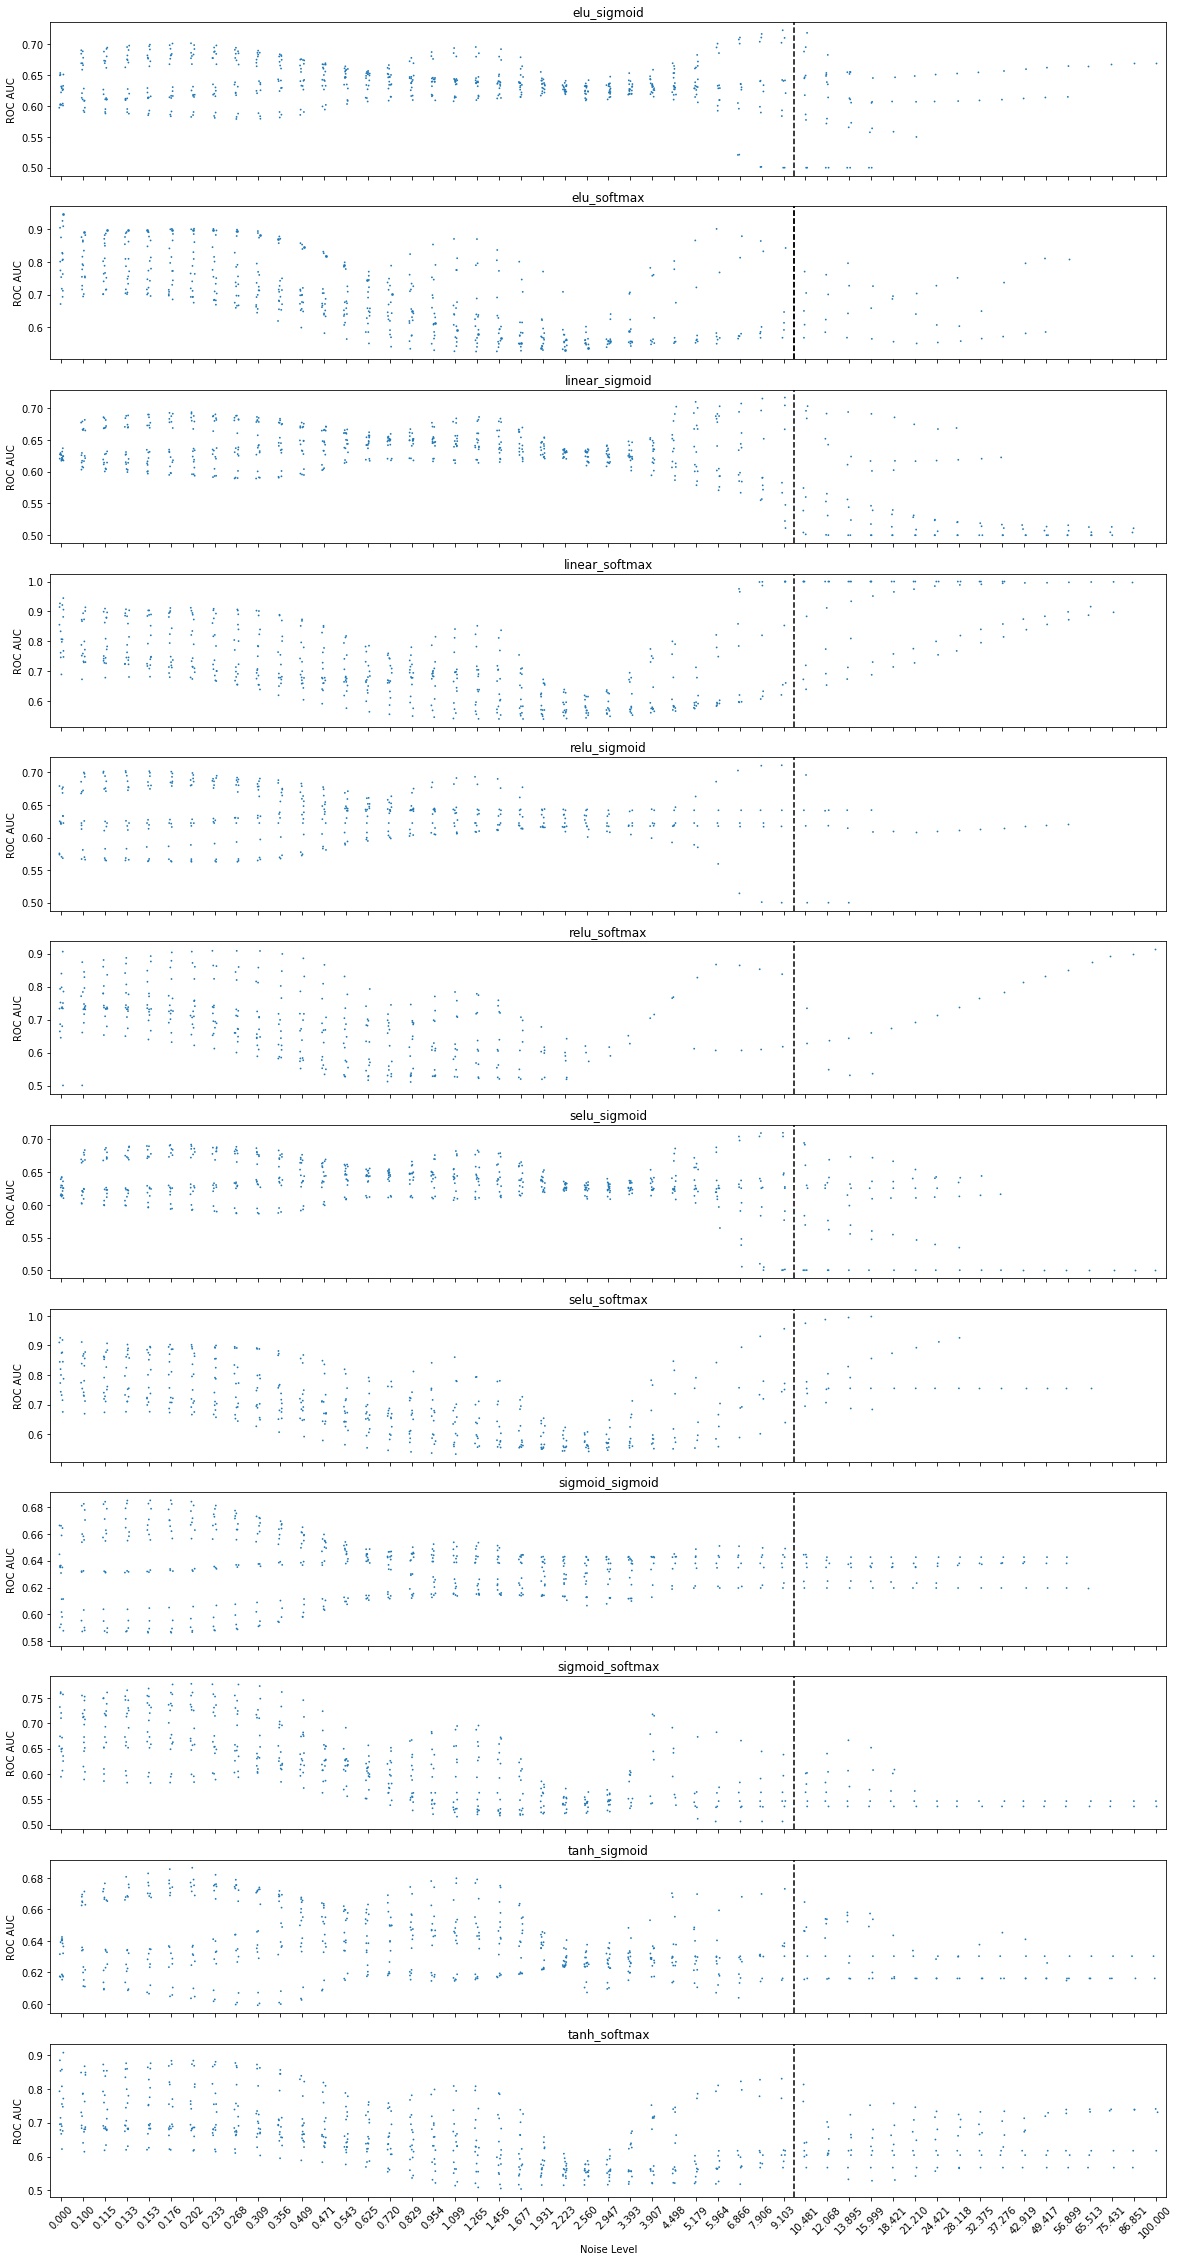 elu_sigmoid
ROC AUC
0.70
0.65
0.60
0.55
0.50
elu_softmax
ROC AUC
0.9
0.8
0.7
0.6
linear_sigmoid
ROC AUC
0.70
0.65
0.60
0.55
0.50
linear_softmax
ROC AUC
1.0
0.9
0.8
0.7
0.6
relu_sigmoid
ROC AUC
0.70
0.65
0.60
0.55
0.50
relu_softmax
ROC AUC
0.9
0.8
0.7
0.6
0.5
selu_sigmoid
ROC AUC
0.70
0.65
0.60
0.55
0.50
selu_softmax
ROC AUC
1.0
0.9
0.8
0.7
0.6
sigmoid_sigmoid
ROC AUC
0.68
0.66
0.64
0.62
0.60
0.58
sigmoid_softmax
ROC AUC
0.75
0.70
0.65
0.60
0.55
0.50
tanh_sigmoid
ROC AUC
0.68
0.66
0.64
0.62
0.60
tanh_softmax
ROC AUC
0.9
0.8
0.7
0.6
0.5
0.000 0.100 0.115 0.133 0.153 0.176 0.202 0.233 0.268 0.309 0.356 0.409 0.471 0.543 0.625 0.720 0.829 0.954 1.099 1.265 1.456 1.677 1.931 2.223 2.560 2.947 3.393 3.907 4.498 5.179 5.964 6.866 7.906 9.103 10.481 12.068 13.895 15.999 18.421 21.210 24.421 28.118 32.375 37.276 42.919 49.417 56.899 65.513 75.431 86.851 100.000
Noise Level